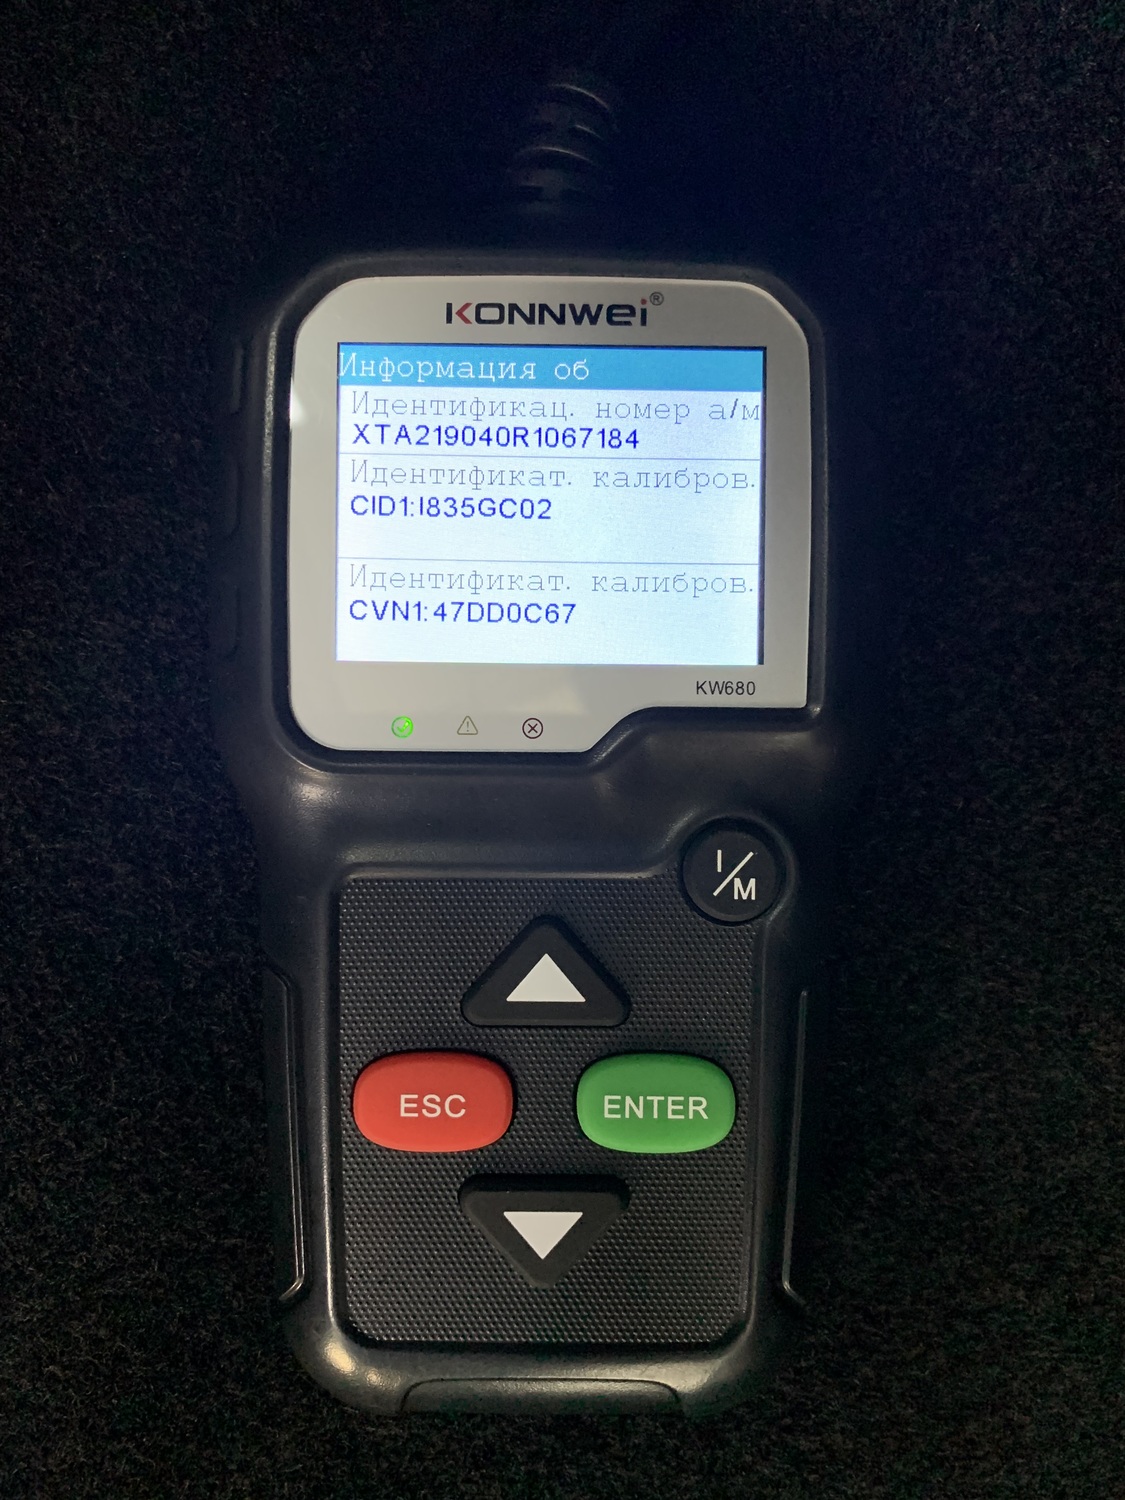 KONNWEI®
Информация об
Идентификац. номер а/м
XTA219040R1067184
Идентификат. калибров.
CID1:I835GC02
Идентификат. калибров.
CVN1:47DD0C67
KW680
I/M
ESC
ENTER